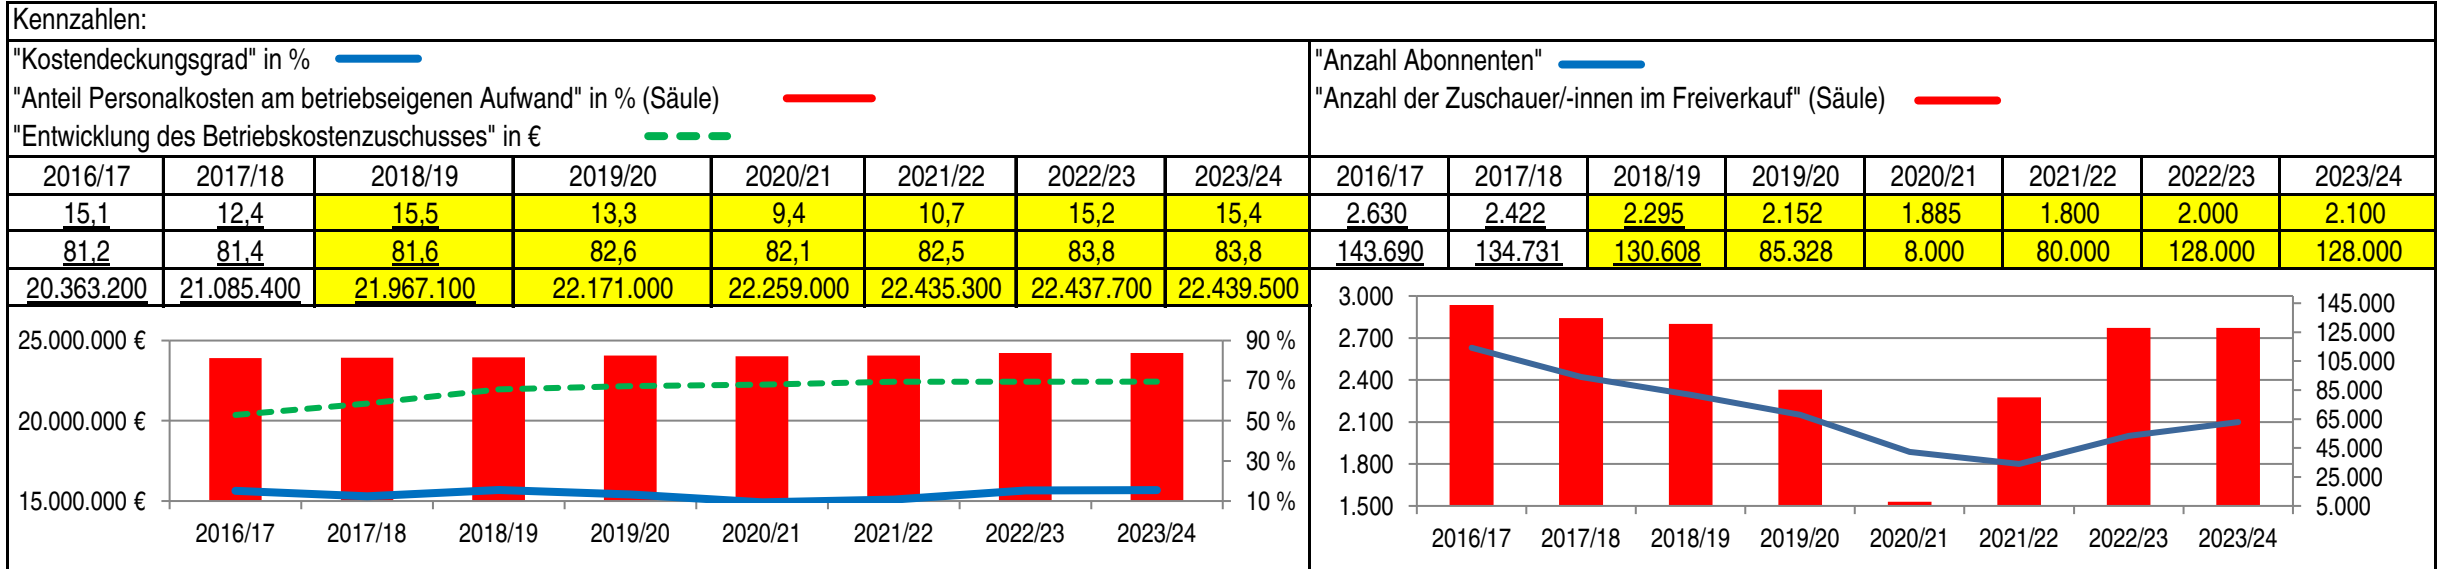 Kennzahlen:
"Kostendeckungsgrad" in %
"Anteil Personalkosten am betriebseigenen Aufwand" in % (Säule)
"Entwicklung des Betriebskostenzuschusses" in €
"Anzahl Abonnenten"
"Anzahl der Zuschauer/-innen im Freiverkauf" (Säule)
2016/17 2017/18 2018/19 2019/20 2020/21 2021/22 2022/23 2023/24
15,1 12,4 15,5 13,3 9,4 10,7 15,2 15,4
81,2 81,4 81,6 82,6 82,1 82,5 83,8 83,8
20.363.200 21.085.400 21.967.100 22.171.000 22.259.000 22.435.300 22.437.700 22.439.500
25.000.000 €
20.000.000 €
15.000.000 €
90 %
70 %
50 %
30 %
10 %
2016/17 2017/18 2018/19 2019/20 2020/21 2021/22 2022/23 2023/24
2016/17 2017/18 2018/19 2019/20 2020/21 2021/22 2022/23 2023/24
2.630 2.422 2.295 2.152 1.885 1.800 2.000 2.100
143.690 134.731 130.608 85.328 8.000 80.000 128.000 128.000
3.000
2.700
2.400
2.100
1.800
1.500
145.000
125.000
105.000
85.000
65.000
45.000
25.000
5.000
2016/17 2017/18 2018/19 2019/20 2020/21 2021/22 2022/23 2023/24